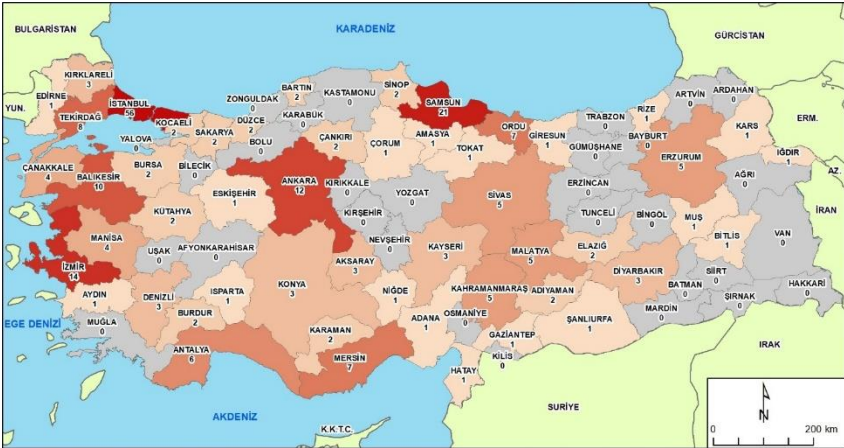 BULGARİSTAN
KARADENİZ
GÜRCİSTAN
KIRKLARELİ
3
EDİRNE
1
YUN.
TEKİRDAĞ
8
İSTANBUL
56
KOCAELİ
2
YALOVA
0
SAKARYA
2
DÜZCE
2
ZONGULDAK
0
BARTIN
2
KARABÜK
0
KASTAMONU
0
SİNOP
2
SAMSUN
21
BOLU
0
ÇANKIRI
2
ÇORUM
1
AMASYA
1
TOKAT
1
ORDU
7
GİRESUN
1
TRABZON
0
GÜMÜŞHANE
0
RİZE
1
BAYBURT
0
ARTVİN
0
ARDAHAN
0
KARS
1
IĞDIR
1
ERM.
AZ.
İRAN
ERZURUM
5
AĞRI
0
ÇANAKKALE
4
BALIKESİR
10
BURSA
2
BİLECİK
0
ESKİŞEHİR
1
KÜTAHYA
2
ANKARA
12
KIRIKKALE
0
KIRŞEHİR
0
YOZGAT
0
SİVAS
5
ERZİNCAN
0
TUNCELİ
0
BİNGÖL
0
MUŞ
1
BİTLİS
1
VAN
0
HAKKARİ
0
ŞIRNAK
0
SİİRT
0
BATMAN
0
MARDİN
0
DİYARBAKIR
3
ELAZIĞ
2
MALATYA
5
ADIYAMAN
2
ŞANLIURFA
1
KAHRAMANMARAŞ
5
GAZİANTEP
1
KİLİS
0
HATAY
1
OSMANİYE
0
ADANA
1
NİĞDE
1
KAYSERİ
3
NEVŞEHİR
0
AKSARAY
3
KONYA
3
KARAMAN
2
MERSİN
7
ANTALYA
6
ISPARTA
1
BURDUR
2
AFYONKARAHİSAR
0
UŞAK
0
DENİZLİ
3
MANİSA
4
İZMİR
14
AYDIN
1
MUĞLA
0
EGE DENİZİ
AKDENİZ
K.K.T.C.
SURİYE
IRAK
N
0 200 km